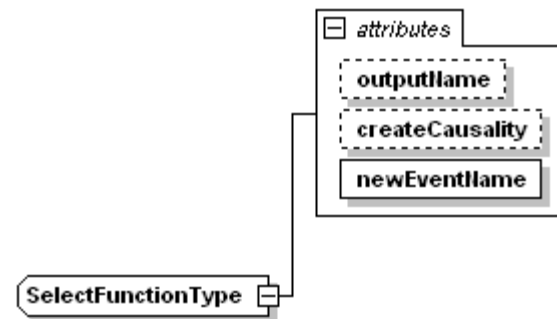 attributes
outputName
createCausality
newEventName
SelectFunctionType